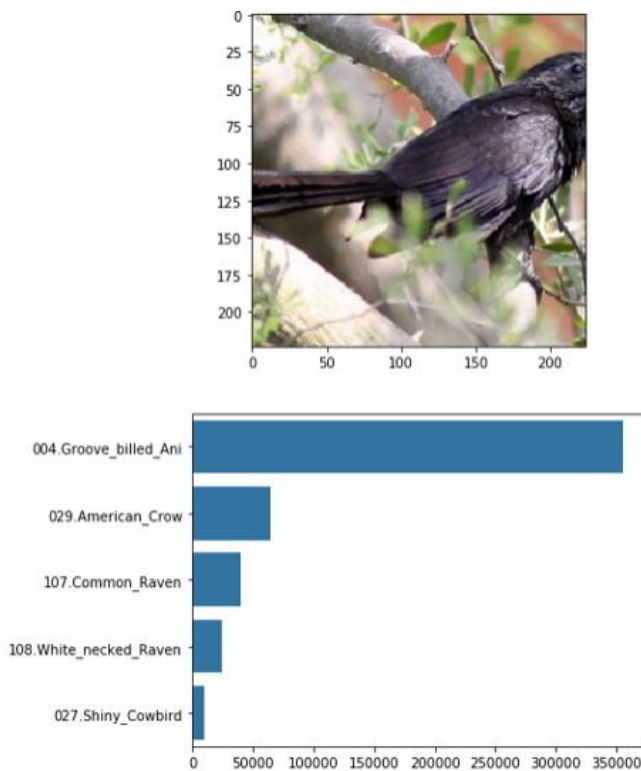 0
25
50
75
100
125
150
175
200
0 50 100 150 200
004.Groove_billed_Ani
029.American_Crow
107.Common_Raven
108.White_necked_Raven
027.Shiny_Cowbird
0 50000 100000 150000 200000 250000 300000 350000